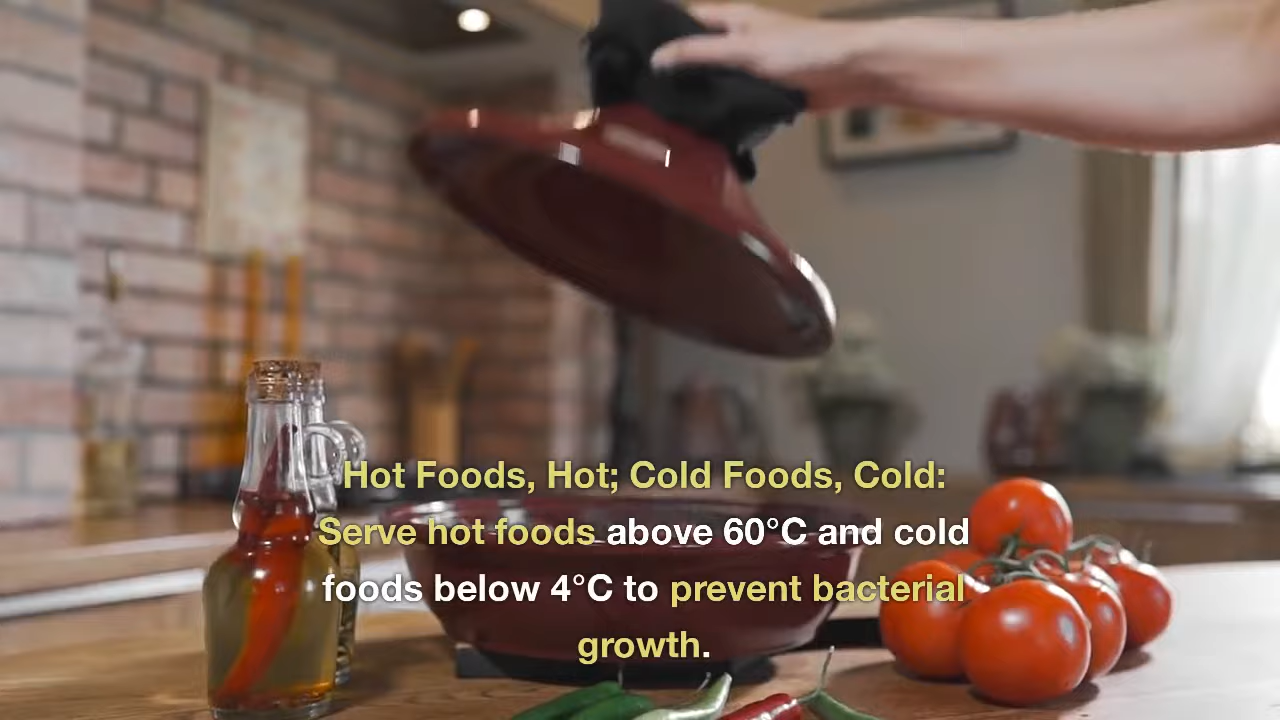 Hot Foods, Hot; Cold Foods, Cold:
Serve hot foods above 60°C and cold
foods below 4°C to prevent bacterial
growth.